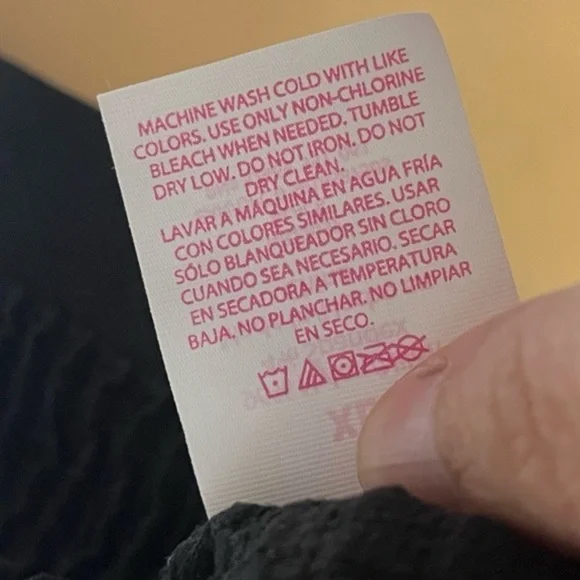 MACHINE WASH COLD WITH LIKE
COLORS. USE ONLY NON-CHLORINE
BLEACH WHEN NEEDED. TUMBLE
DRY LOW. DO NOT IRON. DO NOT
DRY CLEAN.
LAVAR A MÁQUINA EN AGUA FRÍA
CON COLORES SIMILARES. USAR
SÓLO BLANQUEADOR SIN CLORO
CUANDO SEA NECESARIO. SECAR
EN SECADORA A TEMPERATURA
BAJA. NO PLANCHAR. NO LIMPIAR
EN SECO.